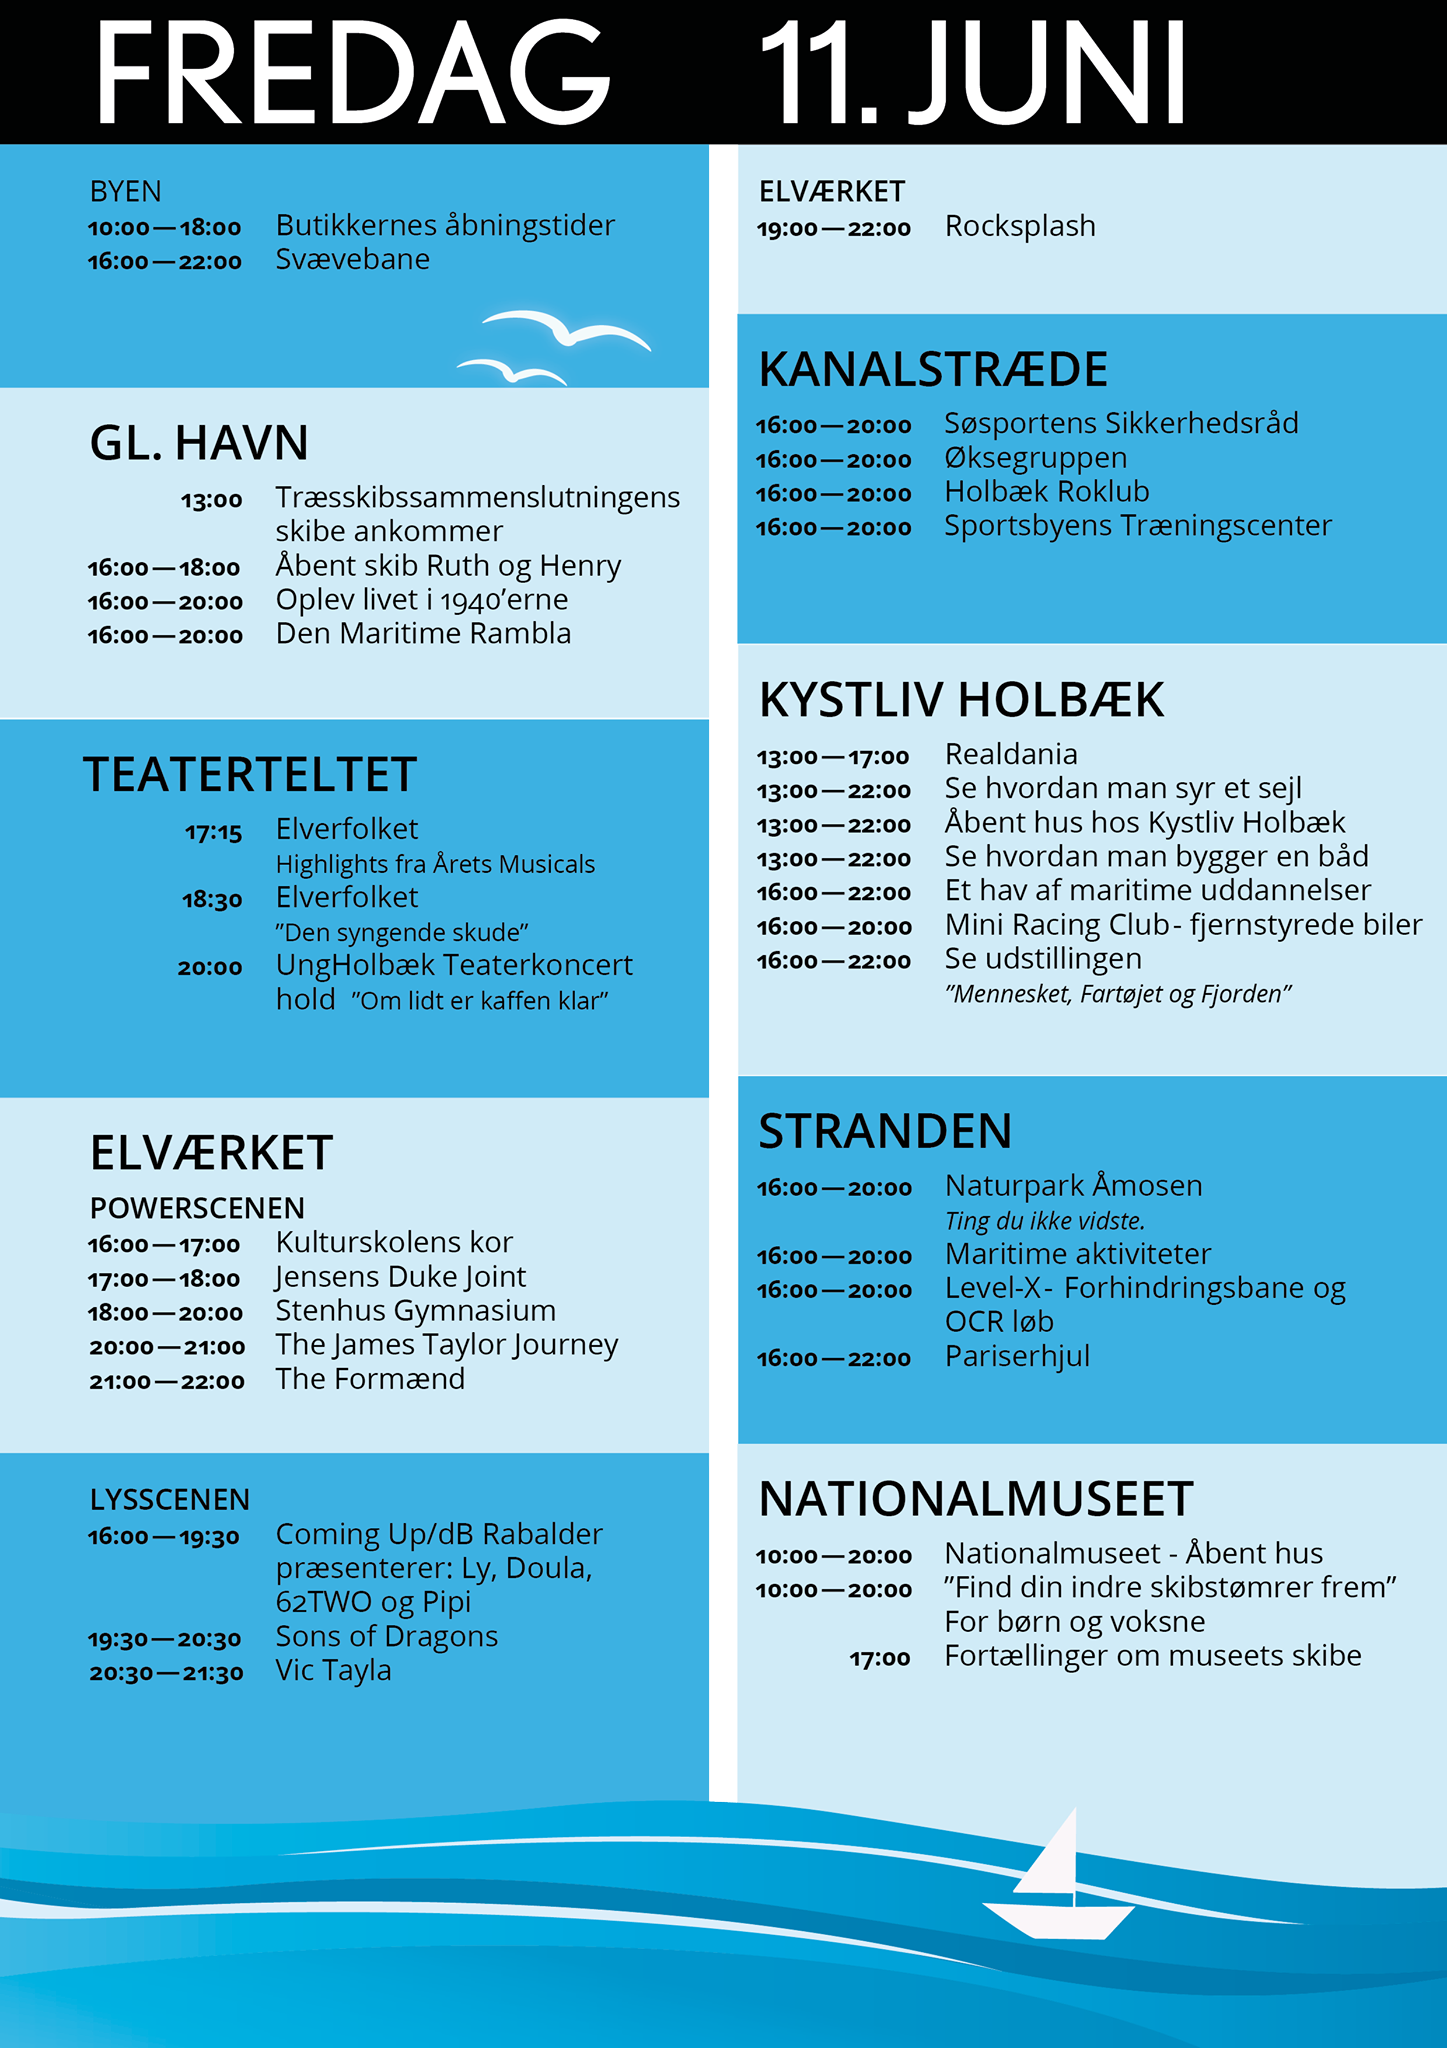 FREDAG 11. JUNI
BYEN
10:00—18:00 Butikkernes åbningstider
16:00—22:00 Svævebane
GL. HAVN
13:00 Træsskibssammenslutningens
skibe ankommer
16:00—18:00 Åbent skib Ruth og Henry
16:00—20:00 Oplev livet i 1940’erne
16:00—20:00 Den Maritime Rambla
TEATERTELTET
17:15 Elverfolket
Highlights fra Årets Musicals
18:30 Elverfolket
”Den syngende skude”
20:00 UngHolbæk Teaterkoncert
hold ”Om lidt er kaffen klar”
ELVÆRKET
POWERSCENEN
16:00—17:00 Kulturskolens kor
17:00—18:00 Jensens Duke Joint
18:00—20:00 Stenhus Gymnasium
20:00—21:00 The James Taylor Journey
21:00—22:00 The Formænd
LYSSCENEN
16:00—19:30 Coming Up/dB Rabalder
præsenterer: Ly, Doula,
62TWO og Pipi
19:30—20:30 Sons of Dragons
20:30—21:30 Vic Tayla
ELVÆRKET
19:00—22:00 Rocksplash
KANALSTRÆDE
16:00—20:00 Søsportens Sikkerhedsråd
16:00—20:00 Øksegruppen
16:00—20:00 Holbæk Roklub
16:00—20:00 Sportsbyens Træningscenter
KYSTLIV HOLBÆK
13:00—17:00 Realdania
13:00—22:00 Se hvordan man syr et sejl
13:00—22:00 Åbent hus hos Kystliv Holbæk
13:00—22:00 Se hvordan man bygger en båd
16:00—22:00 Et hav af maritime uddannelser
16:00—20:00 Mini Racing Club- fjernstyrede biler
16:00—22:00 Se udstillingen
”Mennesket, Fartøjet og Fjorden”
STRANDEN
16:00—20:00 Naturpark Åmosen
Ting du ikke vidste.
16:00—20:00 Maritime aktiviteter
16:00—20:00 Level-X- Forhindringsbane og
OCR løb
16:00—22:00 Pariserhjul
NATIONALMUSEET
10:00—20:00 Nationalmuseet - Åbent hus
10:00—20:00 ”Find din indre skibstømrer frem”
For børn og voksne
17:00 Fortællinger om museets skibe